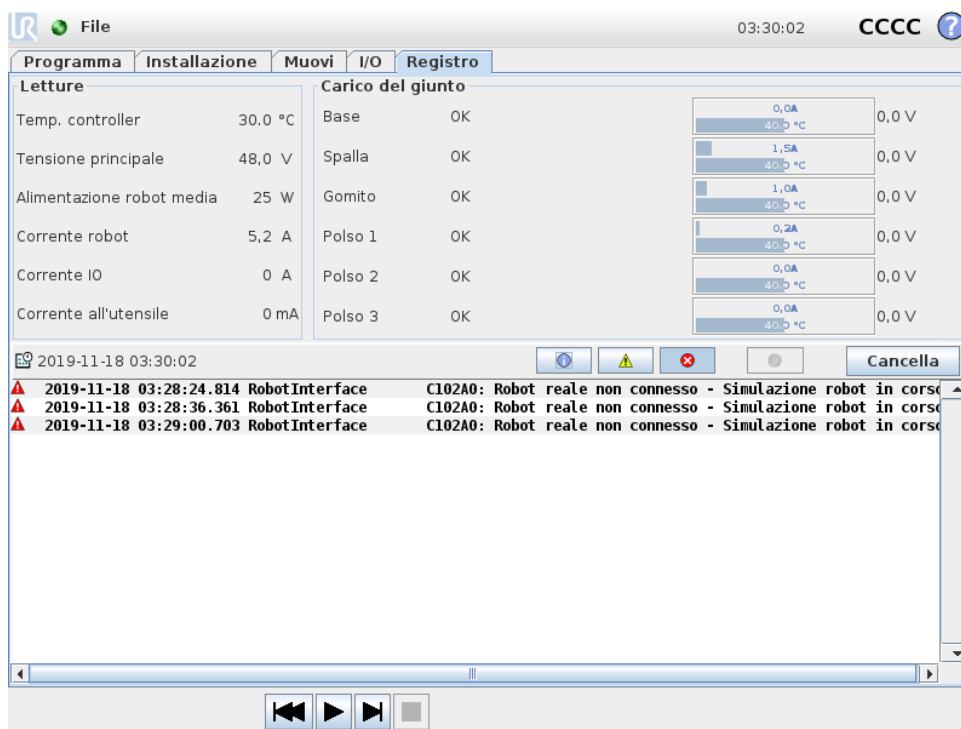 UR File 03:30:02 CCCC ?
Programma Installazione Muovi I/O Registro
Letture
Temp. controller 30.0 °C
Tensione principale 48,0 V
Alimentazione robot media 25 W
Corrente robot 5,2 A
Corrente IO 0 A
Corrente all'utensile 0 mA
Carico del giunto
Base OK 0,0A 40,0 °C 0,0 V
Spalla OK 1,5A 40,0 °C 0,0 V
Gomito OK 1,0A 40,0 °C 0,0 V
Polso 1 OK 0,2A 40,0 °C 0,0 V
Polso 2 OK 0,0A 40,0 °C 0,0 V
Polso 3 OK 0,0A 40,0 °C 0,0 V
2019-11-18 03:30:02 Cancella
2019-11-18 03:28:24.814 RobotInterface C102A0: Robot reale non connesso - Simulazione robot in corso
2019-11-18 03:28:36.361 RobotInterface C102A0: Robot reale non connesso - Simulazione robot in corso
2019-11-18 03:29:00.703 RobotInterface C102A0: Robot reale non connesso - Simulazione robot in corso